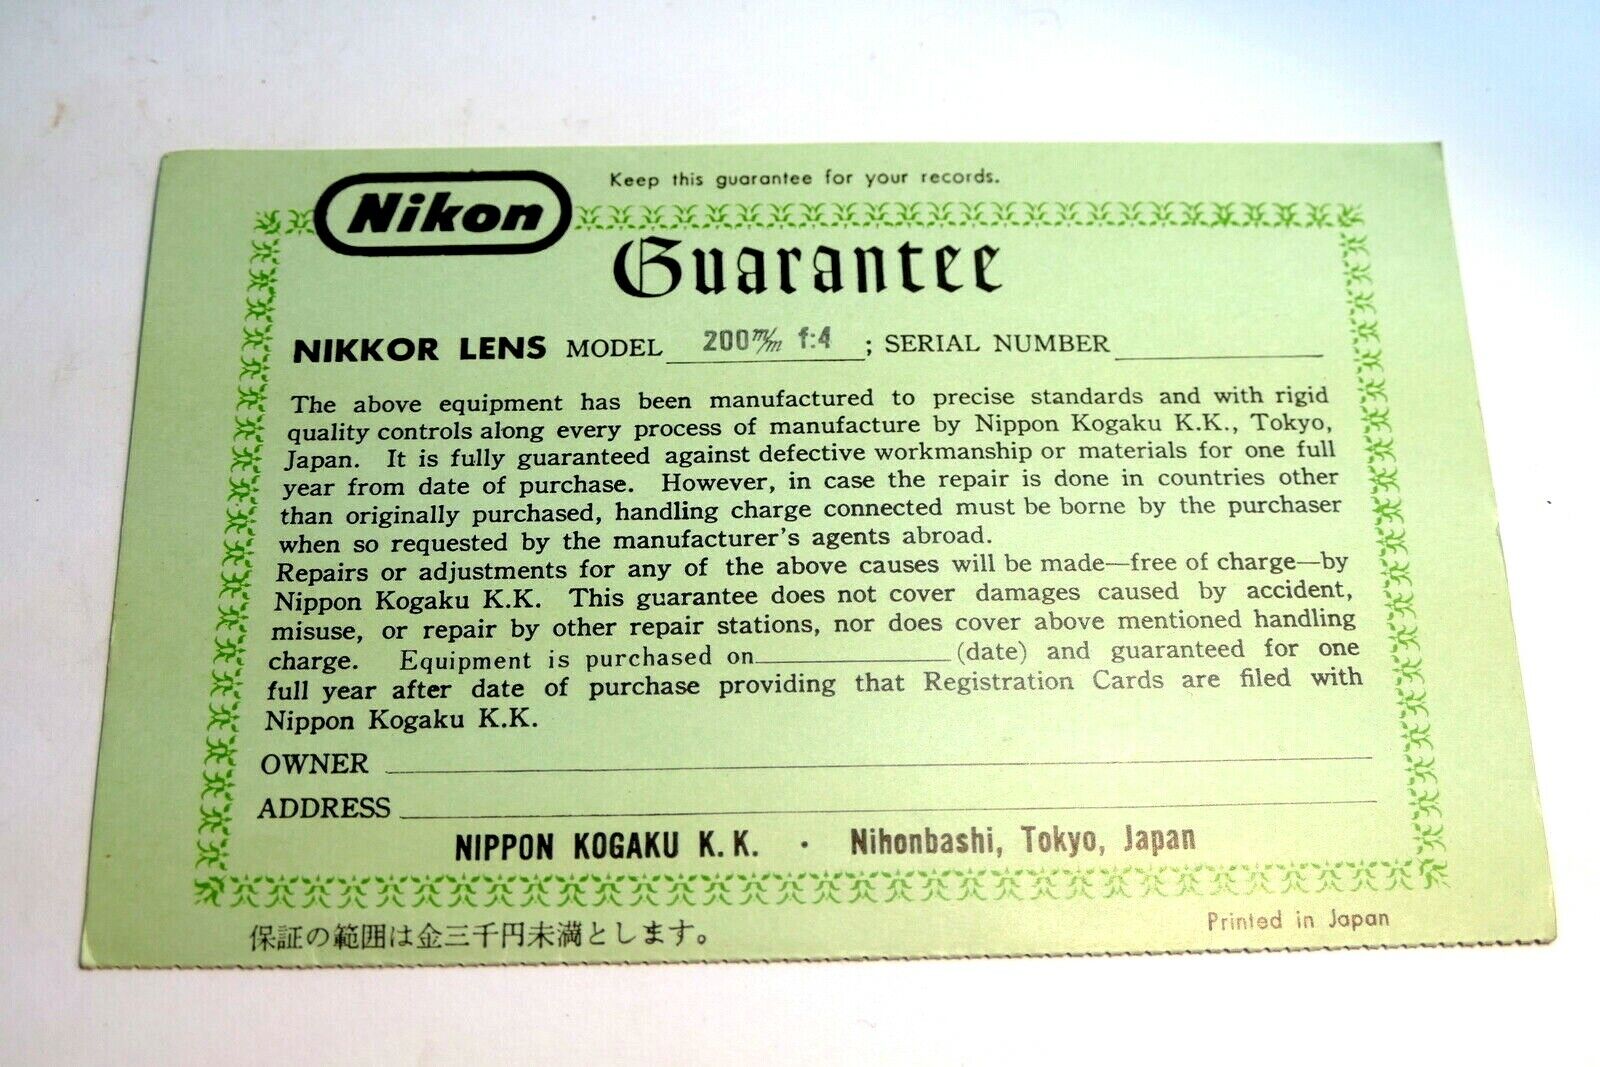 Keep this guarantee for your records.
Nikon
Guarantee
NIKKOR LENS MODEL 200m/m f:4 ; SERIAL NUMBER
The above equipment has been manufactured to precise standards and with rigid
quality controls along every process of manufacture by Nippon Kogaku K.K., Tokyo,
Japan. It is fully guaranteed against defective workmanship or materials for one full
year from date of purchase. However, in case the repair is done in countries other
than originally purchased, handling charge connected must be borne by the purchaser
when so requested by the manufacturer's agents abroad.
Repairs or adjustments for any of the above causes will be made—free of charge—by
Nippon Kogaku K.K. This guarantee does not cover damages caused by accident,
misuse, or repair by other repair stations, nor does cover above mentioned handling
charge. Equipment is purchased on (date) and guaranteed for one
full year after date of purchase providing that Registration Cards are filed with
Nippon Kogaku K.K.
OWNER
ADDRESS
NIPPON KOGAKU K.K. · Nihonbashi, Tokyo, Japan
保証の範囲は金三千円未満とします。
Printed in Japan